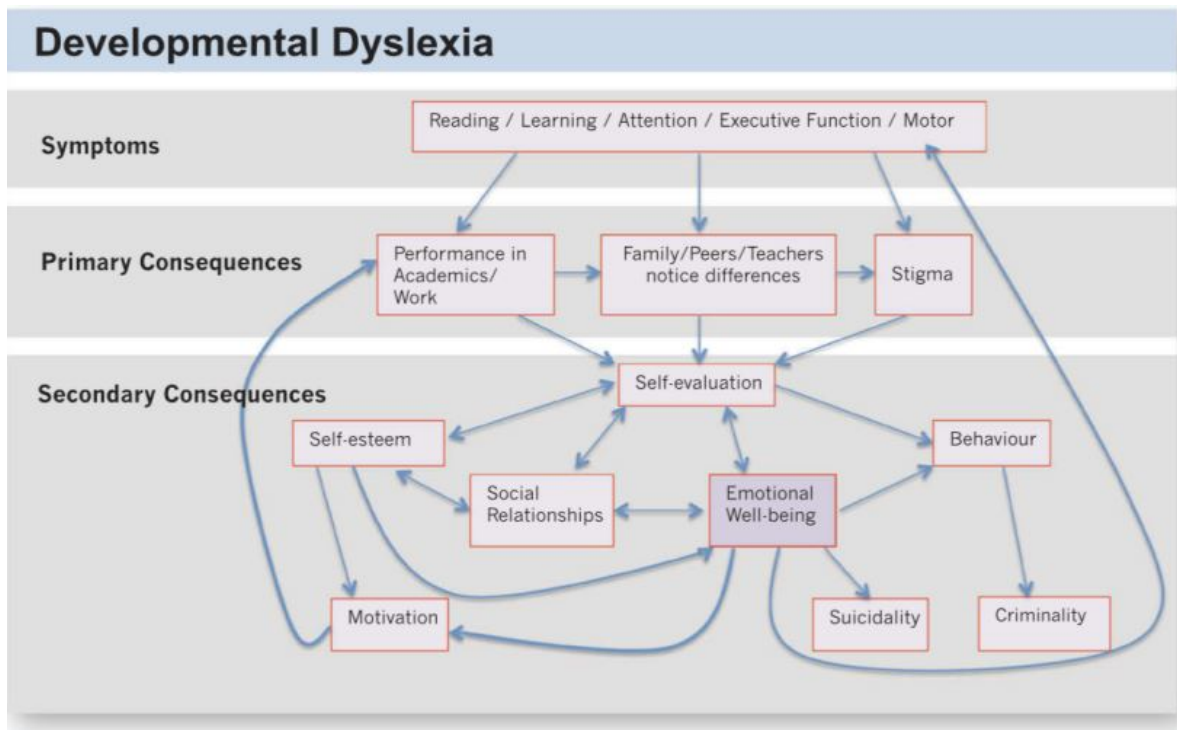 Developmental Dyslexia
Symptoms
Reading / Learning / Attention / Executive Function / Motor
Primary Consequences
Performance in
Academics/
Work
Family/Peers/Teachers
notice differences
Stigma
Secondary Consequences
Self-evaluation
Self-esteem
Behaviour
Social
Relationships
Emotional
Well-being
Motivation
Suicidality
Criminality